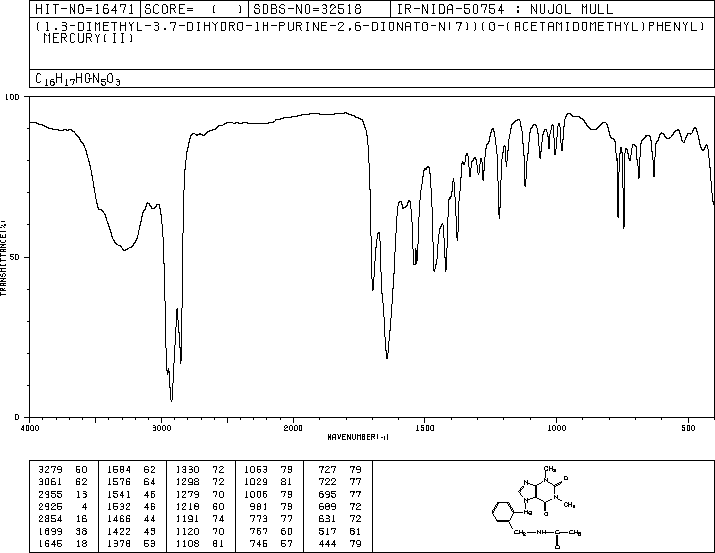 HIT-NO=16471 SCORE= ( ) SDBS-NO=32518 IR-NIDA-50754 : NUJOL MULL
(1,3-DIMETHYL-3,7-DIHYDRO-1H-PURINE-2,6-DIONATO-N(7))(O-(ACETAMIDOMETHYL)PHENYL)
MERCURY(II)
C16H17HGN5O3
100
50
0
TRANSMITTANCE(%)
4000 3000 2000 1500 1000 500
WAVENUMBER(-1)
3279 50 1584 62 1330 72 1063 79 727 79
3061 62 1576 64 1298 72 1029 81 722 77
2955 13 1541 46 1279 70 1006 79 695 77
2925 4 1532 46 1218 60 981 79 689 72
2854 16 1466 44 1191 74 773 77 631 72
1699 38 1422 43 1120 70 767 60 517 81
1645 18 1378 53 1108 81 746 57 444 79
CH3
N
N
O
N
N
CH3
O
Hg
CH2 NH C CH3
O